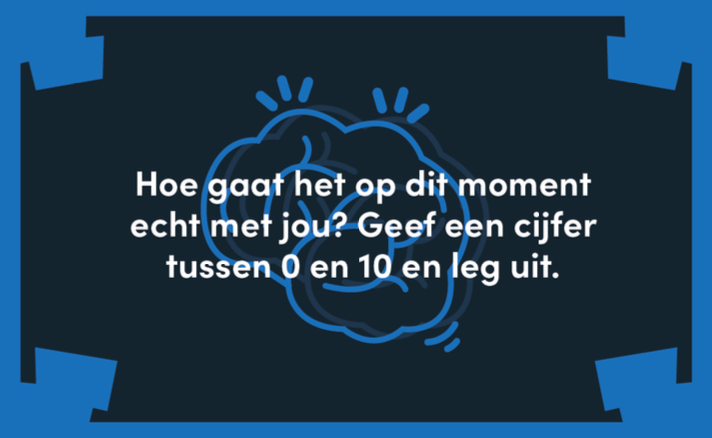 Hoe gaat het op dit moment
echt met jou? Geef een cijfer
tussen 0 en 10 en leg uit.